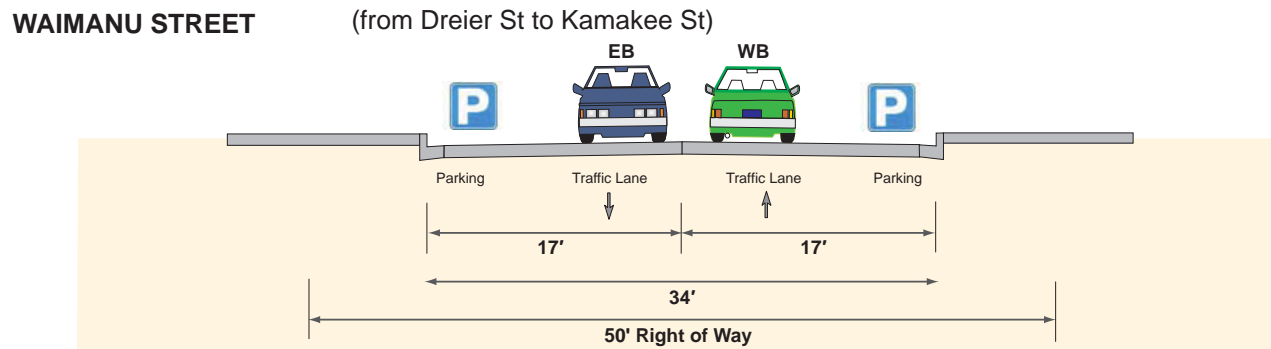 WAIMANU STREET (from Dreier St to Kamakee St)
EB WB
P P
Parking Traffic Lane Traffic Lane Parking
17′ 17′
34′
50' Right of Way